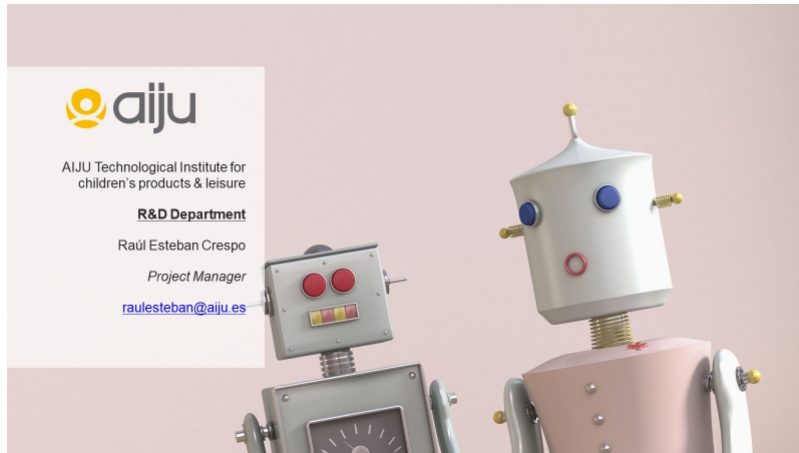 aiju
AIJU Technological Institute for
children's products & leisure
R&D Department
Raúl Esteban Crespo
Project Manager
raulesteban@aiju.es